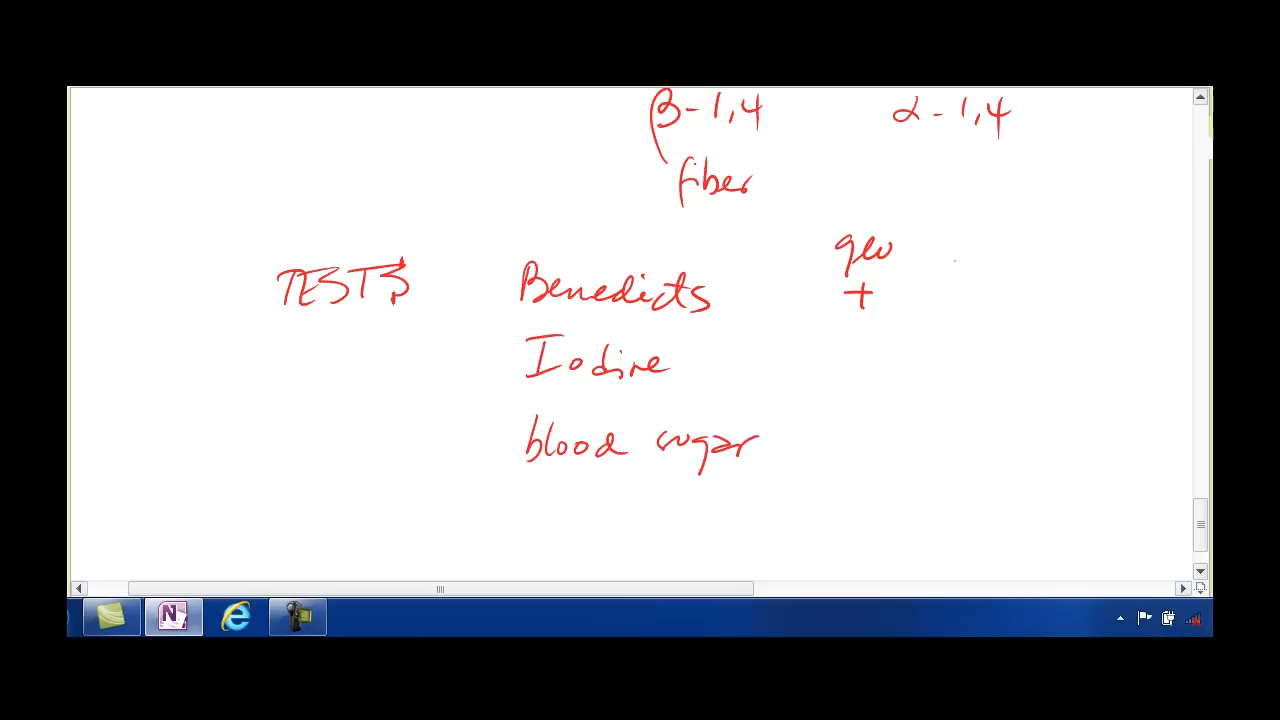 β-1,4 α-1,4
fiber
glu
TESTS Benedicts +
Iodine
blood sugar